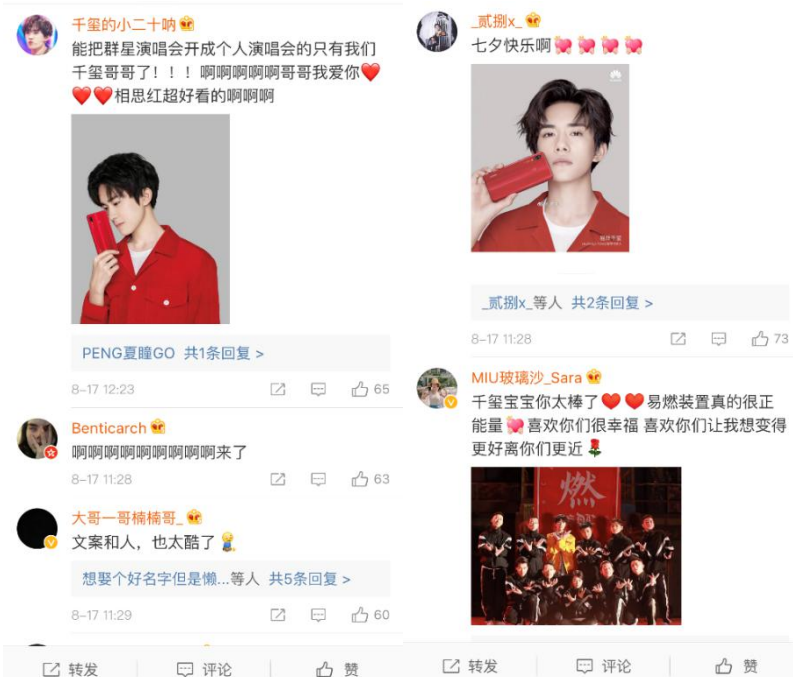 千玺的小二十呐
能把群星演唱会开成个人演唱会的只有我们
千玺哥哥了！！！啊啊啊啊啊哥哥我爱你❤️
❤️❤️相思红超好看的啊啊啊
PENG夏瞳GO 共1条回复 >
8-17 12:23
65
Benticarch
啊啊啊啊啊啊啊啊啊来了
8-17 11:28
63
大哥一哥楠楠哥_
文案和人，也太酷了
想娶个好名字但是懒...等人 共5条回复 >
8-17 11:29
60
转发
评论
赞
_贰捌x_
七夕快乐啊💘💘💘💘
HUAWEI
_贰捌x_等人 共2条回复 >
8-17 11:28
73
MIU玻璃沙_Sara
千玺宝宝你太棒了❤️❤️易燃装置真的很正
能量💘喜欢你们很幸福 喜欢你们让我想变得
更好离你们更近🌹
燃
转发
评论
赞